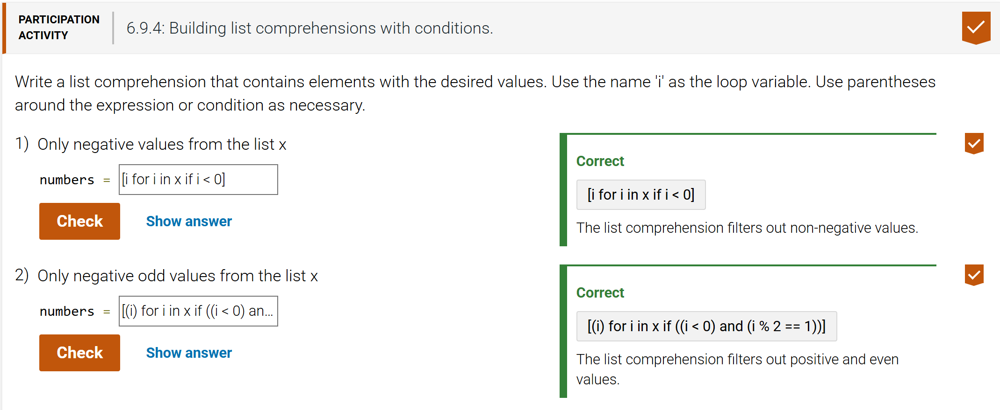 PARTICIPATION
ACTIVITY
6.9.4: Building list comprehensions with conditions.
Write a list comprehension that contains elements with the desired values. Use the name 'i' as the loop variable. Use parentheses
around the expression or condition as necessary.
1) Only negative values from the list x
numbers = [i for i in x if i < 0]
Check Show answer
Correct
[i for i in x if i < 0]
The list comprehension filters out non-negative values.
2) Only negative odd values from the list x
numbers = [(i) for i in x if ((i < 0) an...
Check Show answer
Correct
[(i) for i in x if ((i < 0) and (i % 2 == 1))]
The list comprehension filters out positive and even
values.